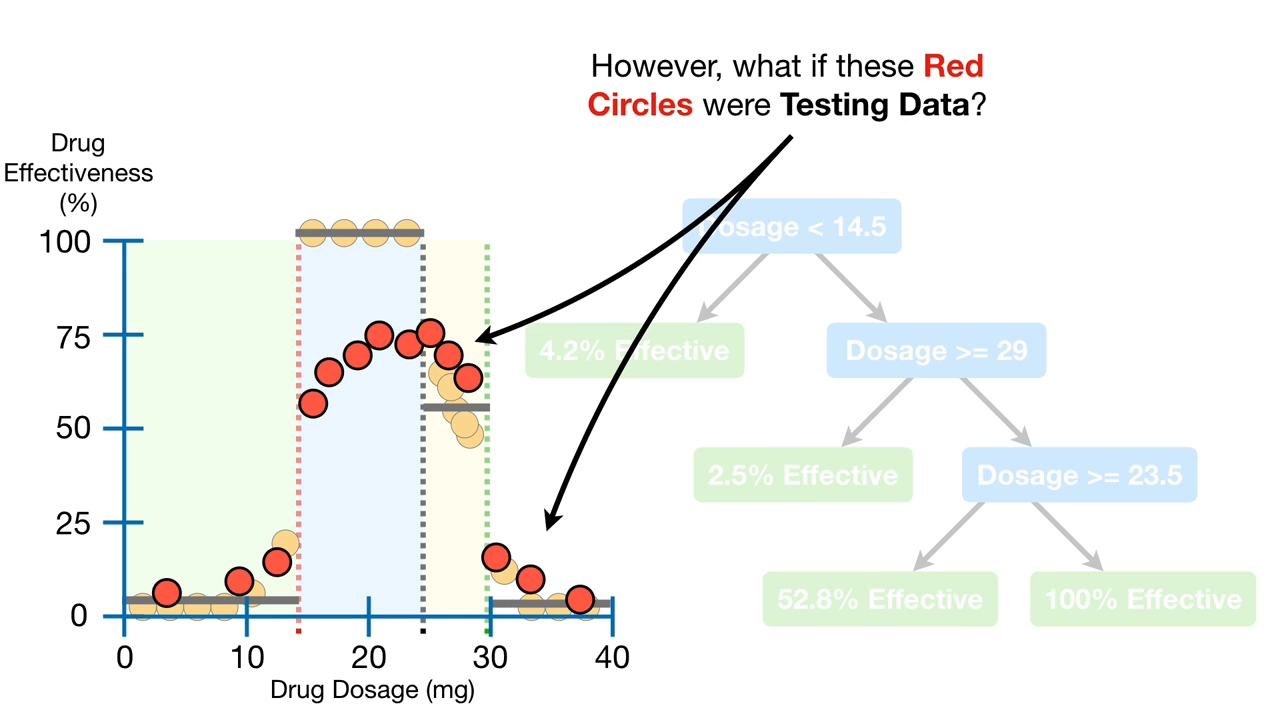 However, what if these Red
Circles were Testing Data?
Drug
Effectiveness
(%)
100
75
50
25
0
0 10 20 30 40
Drug Dosage (mg)
Dosage < 14.5
4.2% Effective
Dosage >= 29
2.5% Effective
Dosage >= 23.5
52.8% Effective
100% Effective